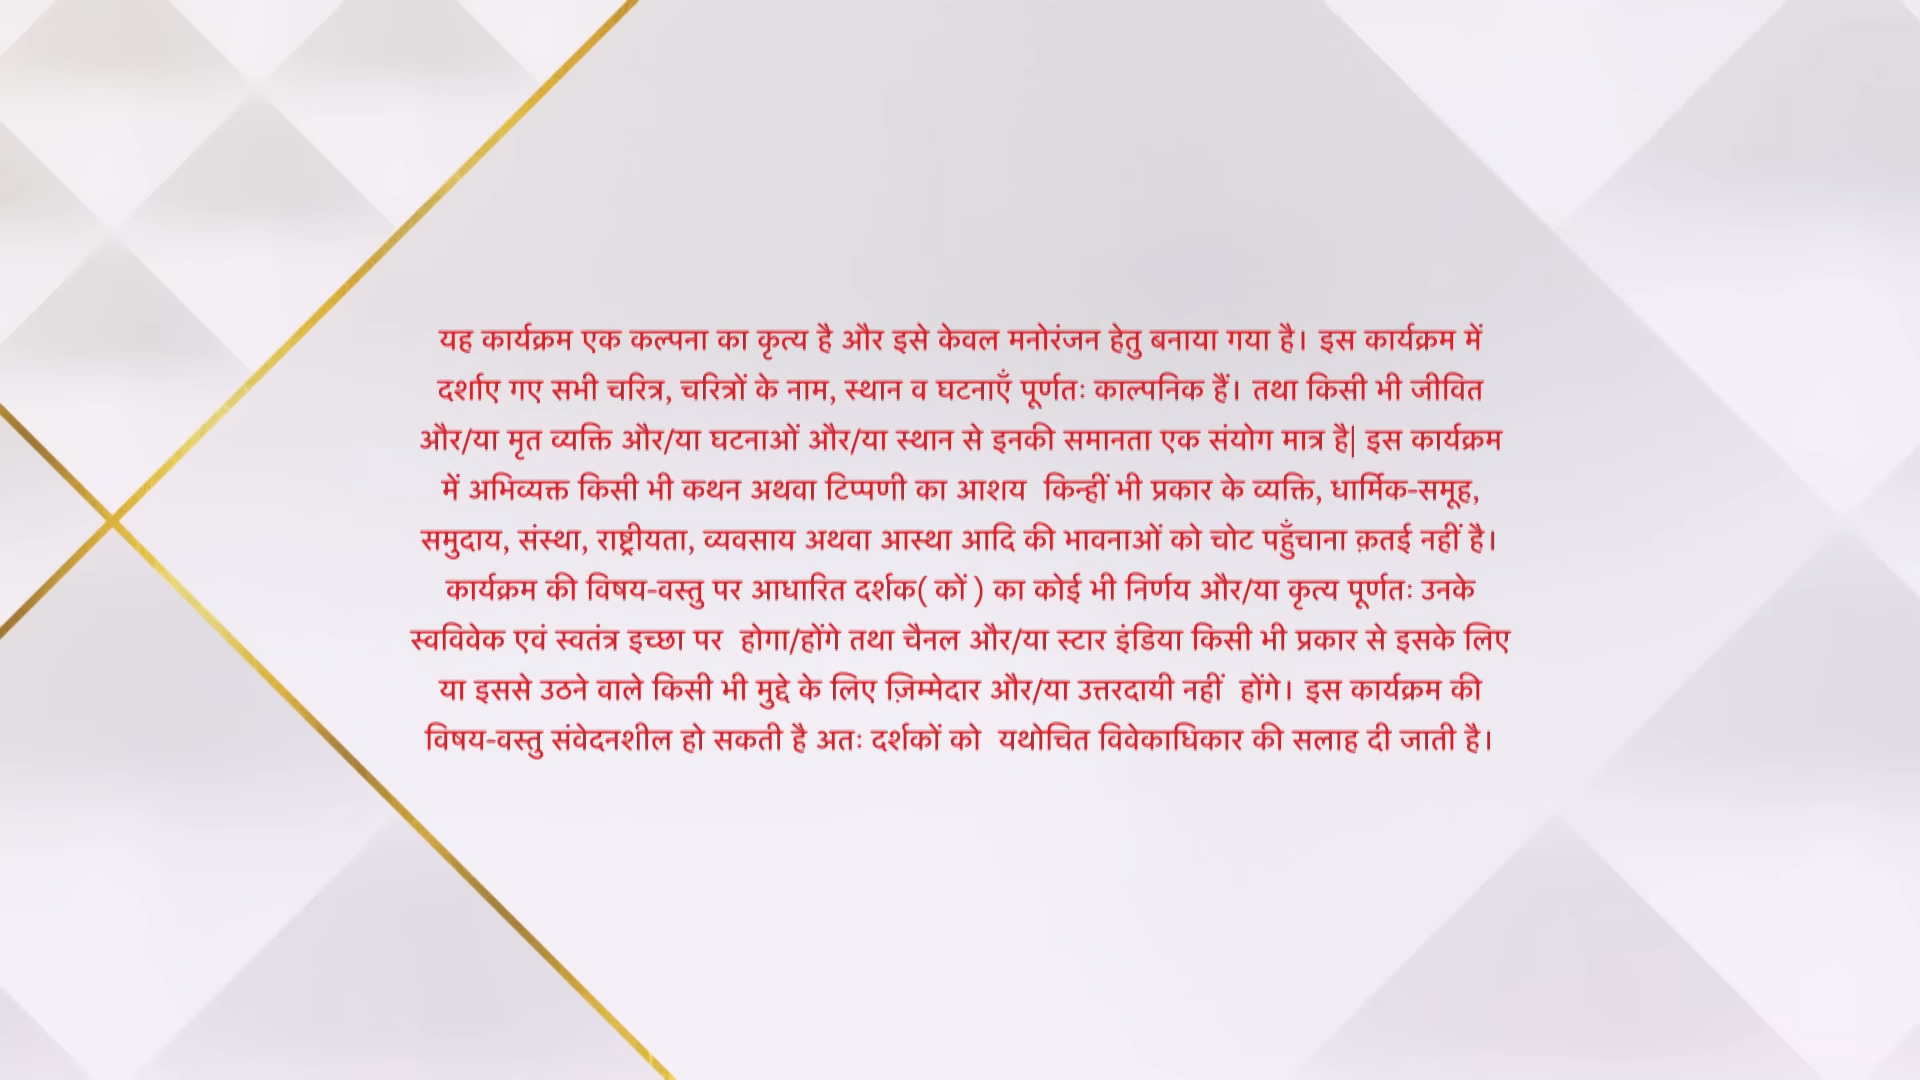 यह कार्यक्रम एक कल्पना का कृत्य है और इसे केवल मनोरंजन हेतु बनाया गया है। इस कार्यक्रम में
दर्शाए गए सभी चरित्र, चरित्रों के नाम, स्थान व घटनाएँ पूर्णतः काल्पनिक हैं। तथा किसी भी जीवित
और/या मृत व्यक्ति और/या घटनाओं और/या स्थान से इनकी समानता एक संयोग मात्र है| इस कार्यक्रम
में अभिव्यक्त किसी भी कथन अथवा टिप्पणी का आशय किन्हीं भी प्रकार के व्यक्ति, धार्मिक-समूह,
समुदाय, संस्था, राष्ट्रीयता, व्यवसाय अथवा आस्था आदि की भावनाओं को चोट पहुँचाना क़तई नहीं है।
कार्यक्रम की विषय-वस्तु पर आधारित दर्शक( कों ) का कोई भी निर्णय और/या कृत्य पूर्णतः उनके
स्वविवेक एवं स्वतंत्र इच्छा पर होगा/होंगे तथा चैनल और/या स्टार इंडिया किसी भी प्रकार से इसके लिए
या इससे उठने वाले किसी भी मुद्दे के लिए ज़िम्मेदार और/या उत्तरदायी नहीं होंगे। इस कार्यक्रम की
विषय-वस्तु संवेदनशील हो सकती है अतः दर्शकों को यथोचित विवेकाधिकार की सलाह दी जाती है।